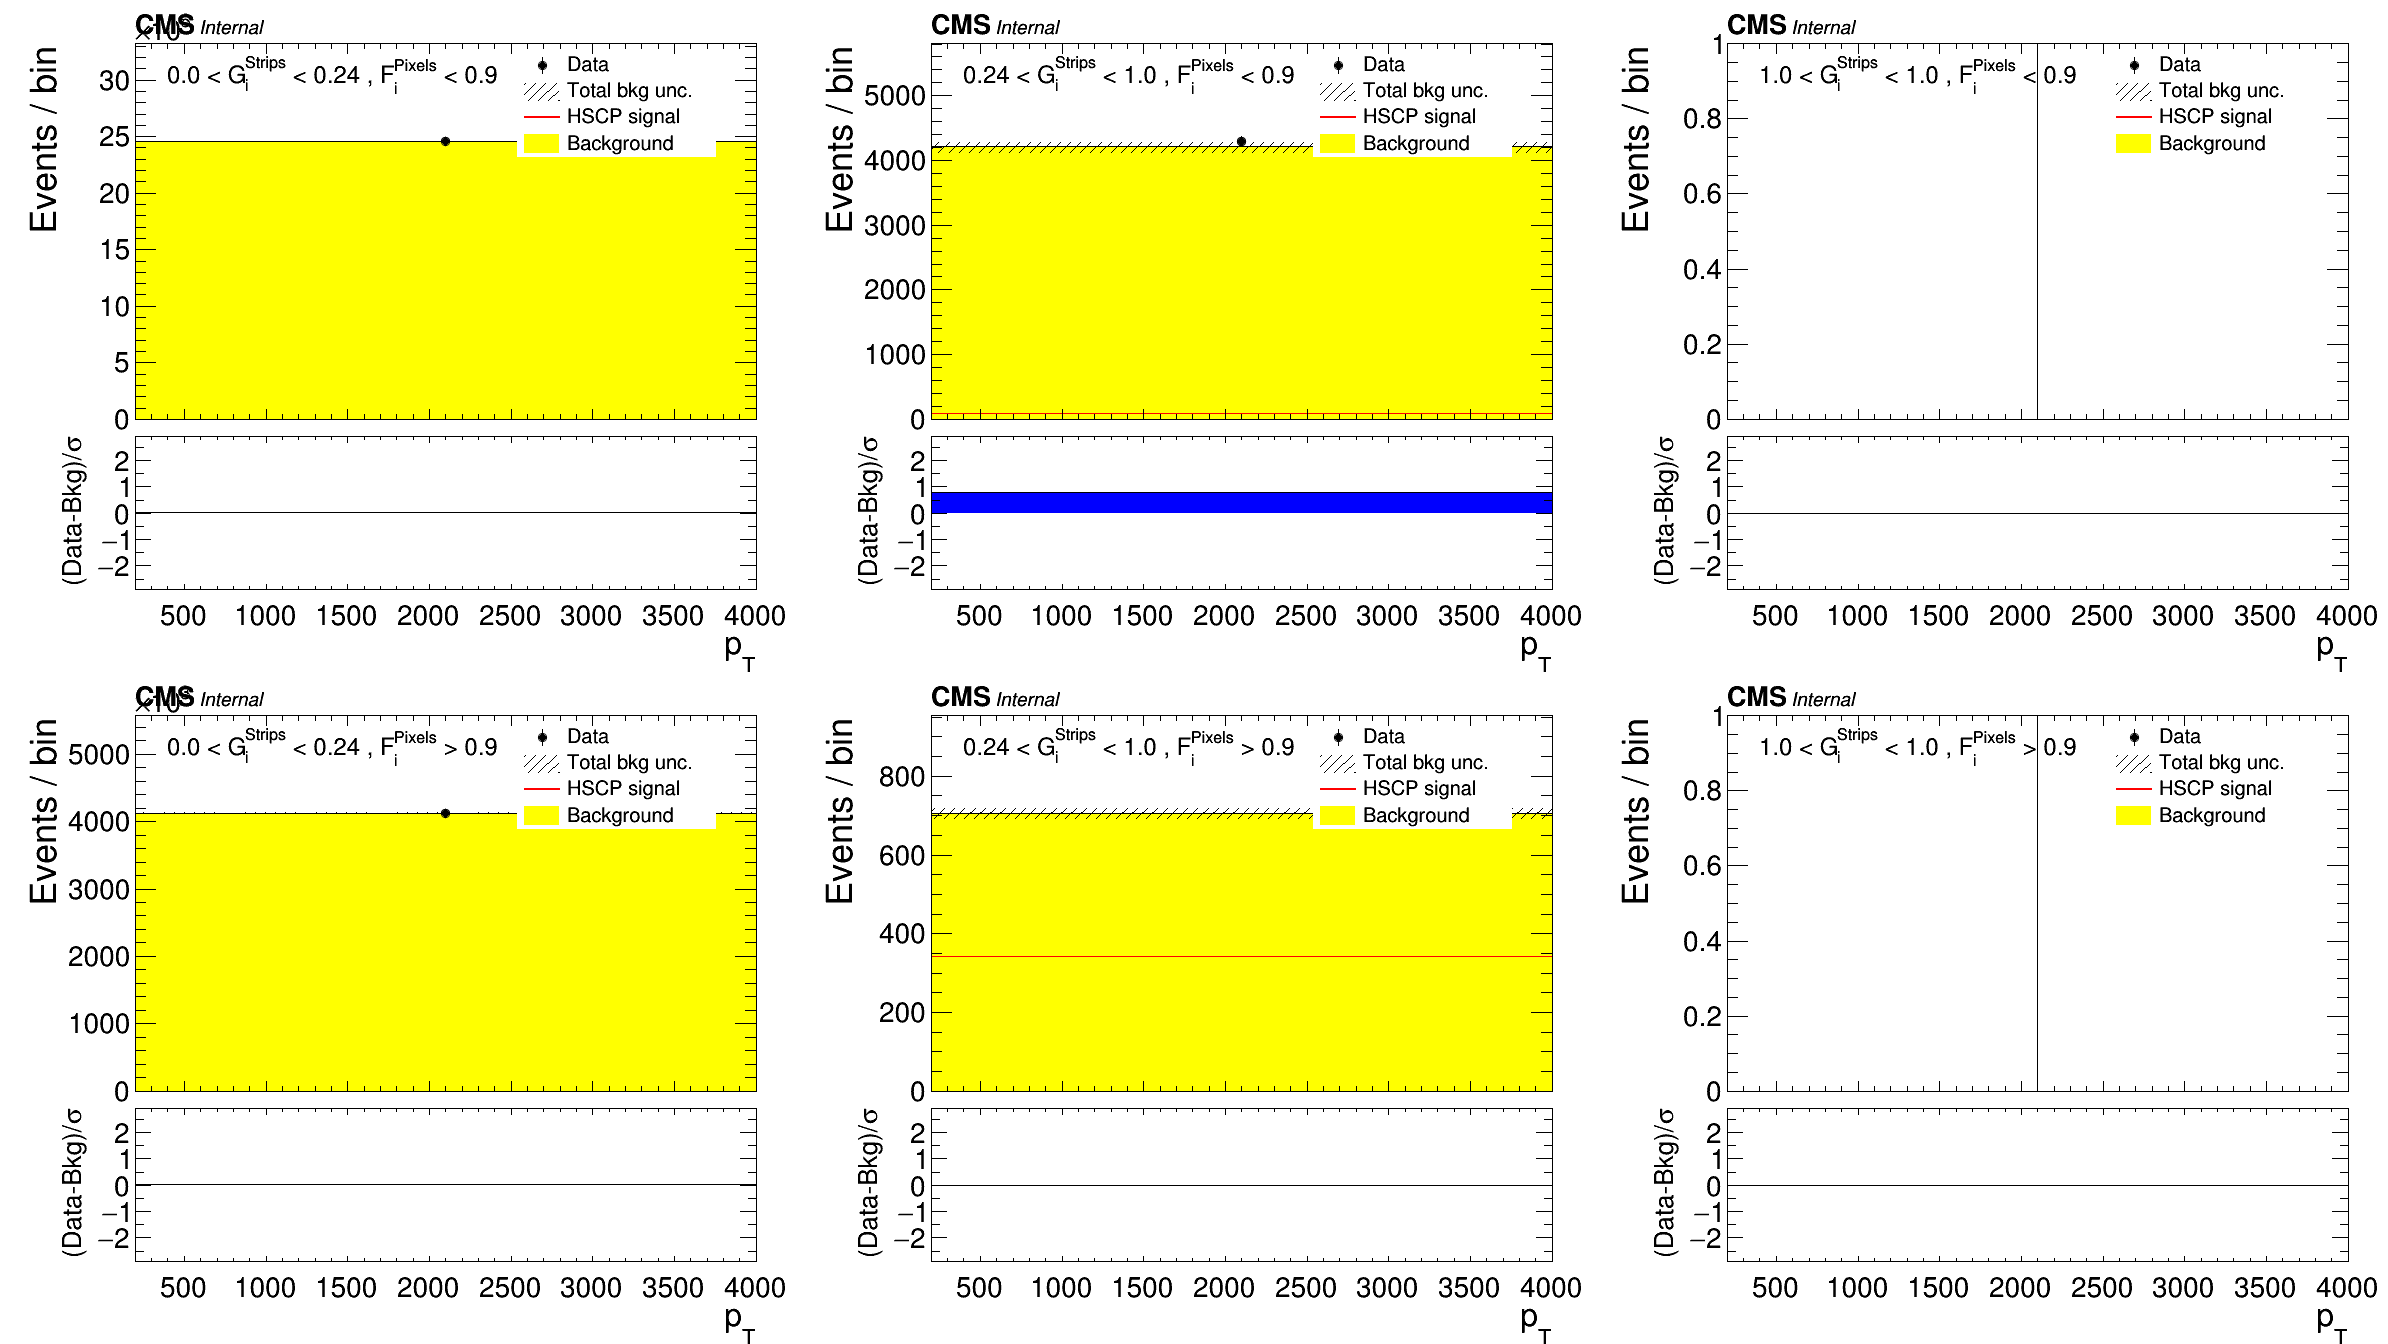 CMS Internal
Events / bin
0.0 < G_i^Strips < 0.24 , F_i^Pixels < 0.9
Data
Total bkg unc.
HSCP signal
Background
30
25
20
15
10
5
0
(Data-Bkg)/σ
2
1
0
−1
−2
500 1000 1500 2000 2500 3000 3500 4000
p_T
CMS Internal
Events / bin
0.24 < G_i^Strips < 1.0 , F_i^Pixels < 0.9
Data
Total bkg unc.
HSCP signal
Background
5000
4000
3000
2000
1000
0
(Data-Bkg)/σ
2
1
0
−1
−2
500 1000 1500 2000 2500 3000 3500 4000
p_T
CMS Internal
Events / bin
1.0 < G_i^Strips < 1.0 , F_i^Pixels < 0.9
Data
Total bkg unc.
HSCP signal
Background
1
0.8
0.6
0.4
0.2
0
(Data-Bkg)/σ
2
1
0
−1
−2
500 1000 1500 2000 2500 3000 3500 4000
p_T
CMS Internal
Events / bin
0.0 < G_i^Strips < 0.24 , F_i^Pixels > 0.9
Data
Total bkg unc.
HSCP signal
Background
5000
4000
3000
2000
1000
0
(Data-Bkg)/σ
2
1
0
−1
−2
500 1000 1500 2000 2500 3000 3500 4000
p_T
CMS Internal
Events / bin
0.24 < G_i^Strips < 1.0 , F_i^Pixels > 0.9
Data
Total bkg unc.
HSCP signal
Background
800
600
400
200
0
(Data-Bkg)/σ
2
1
0
−1
−2
500 1000 1500 2000 2500 3000 3500 4000
p_T
CMS Internal
Events / bin
1.0 < G_i^Strips < 1.0 , F_i^Pixels > 0.9
Data
Total bkg unc.
HSCP signal
Background
1
0.8
0.6
0.4
0.2
0
(Data-Bkg)/σ
2
1
0
−1
−2
500 1000 1500 2000 2500 3000 3500 4000
p_T